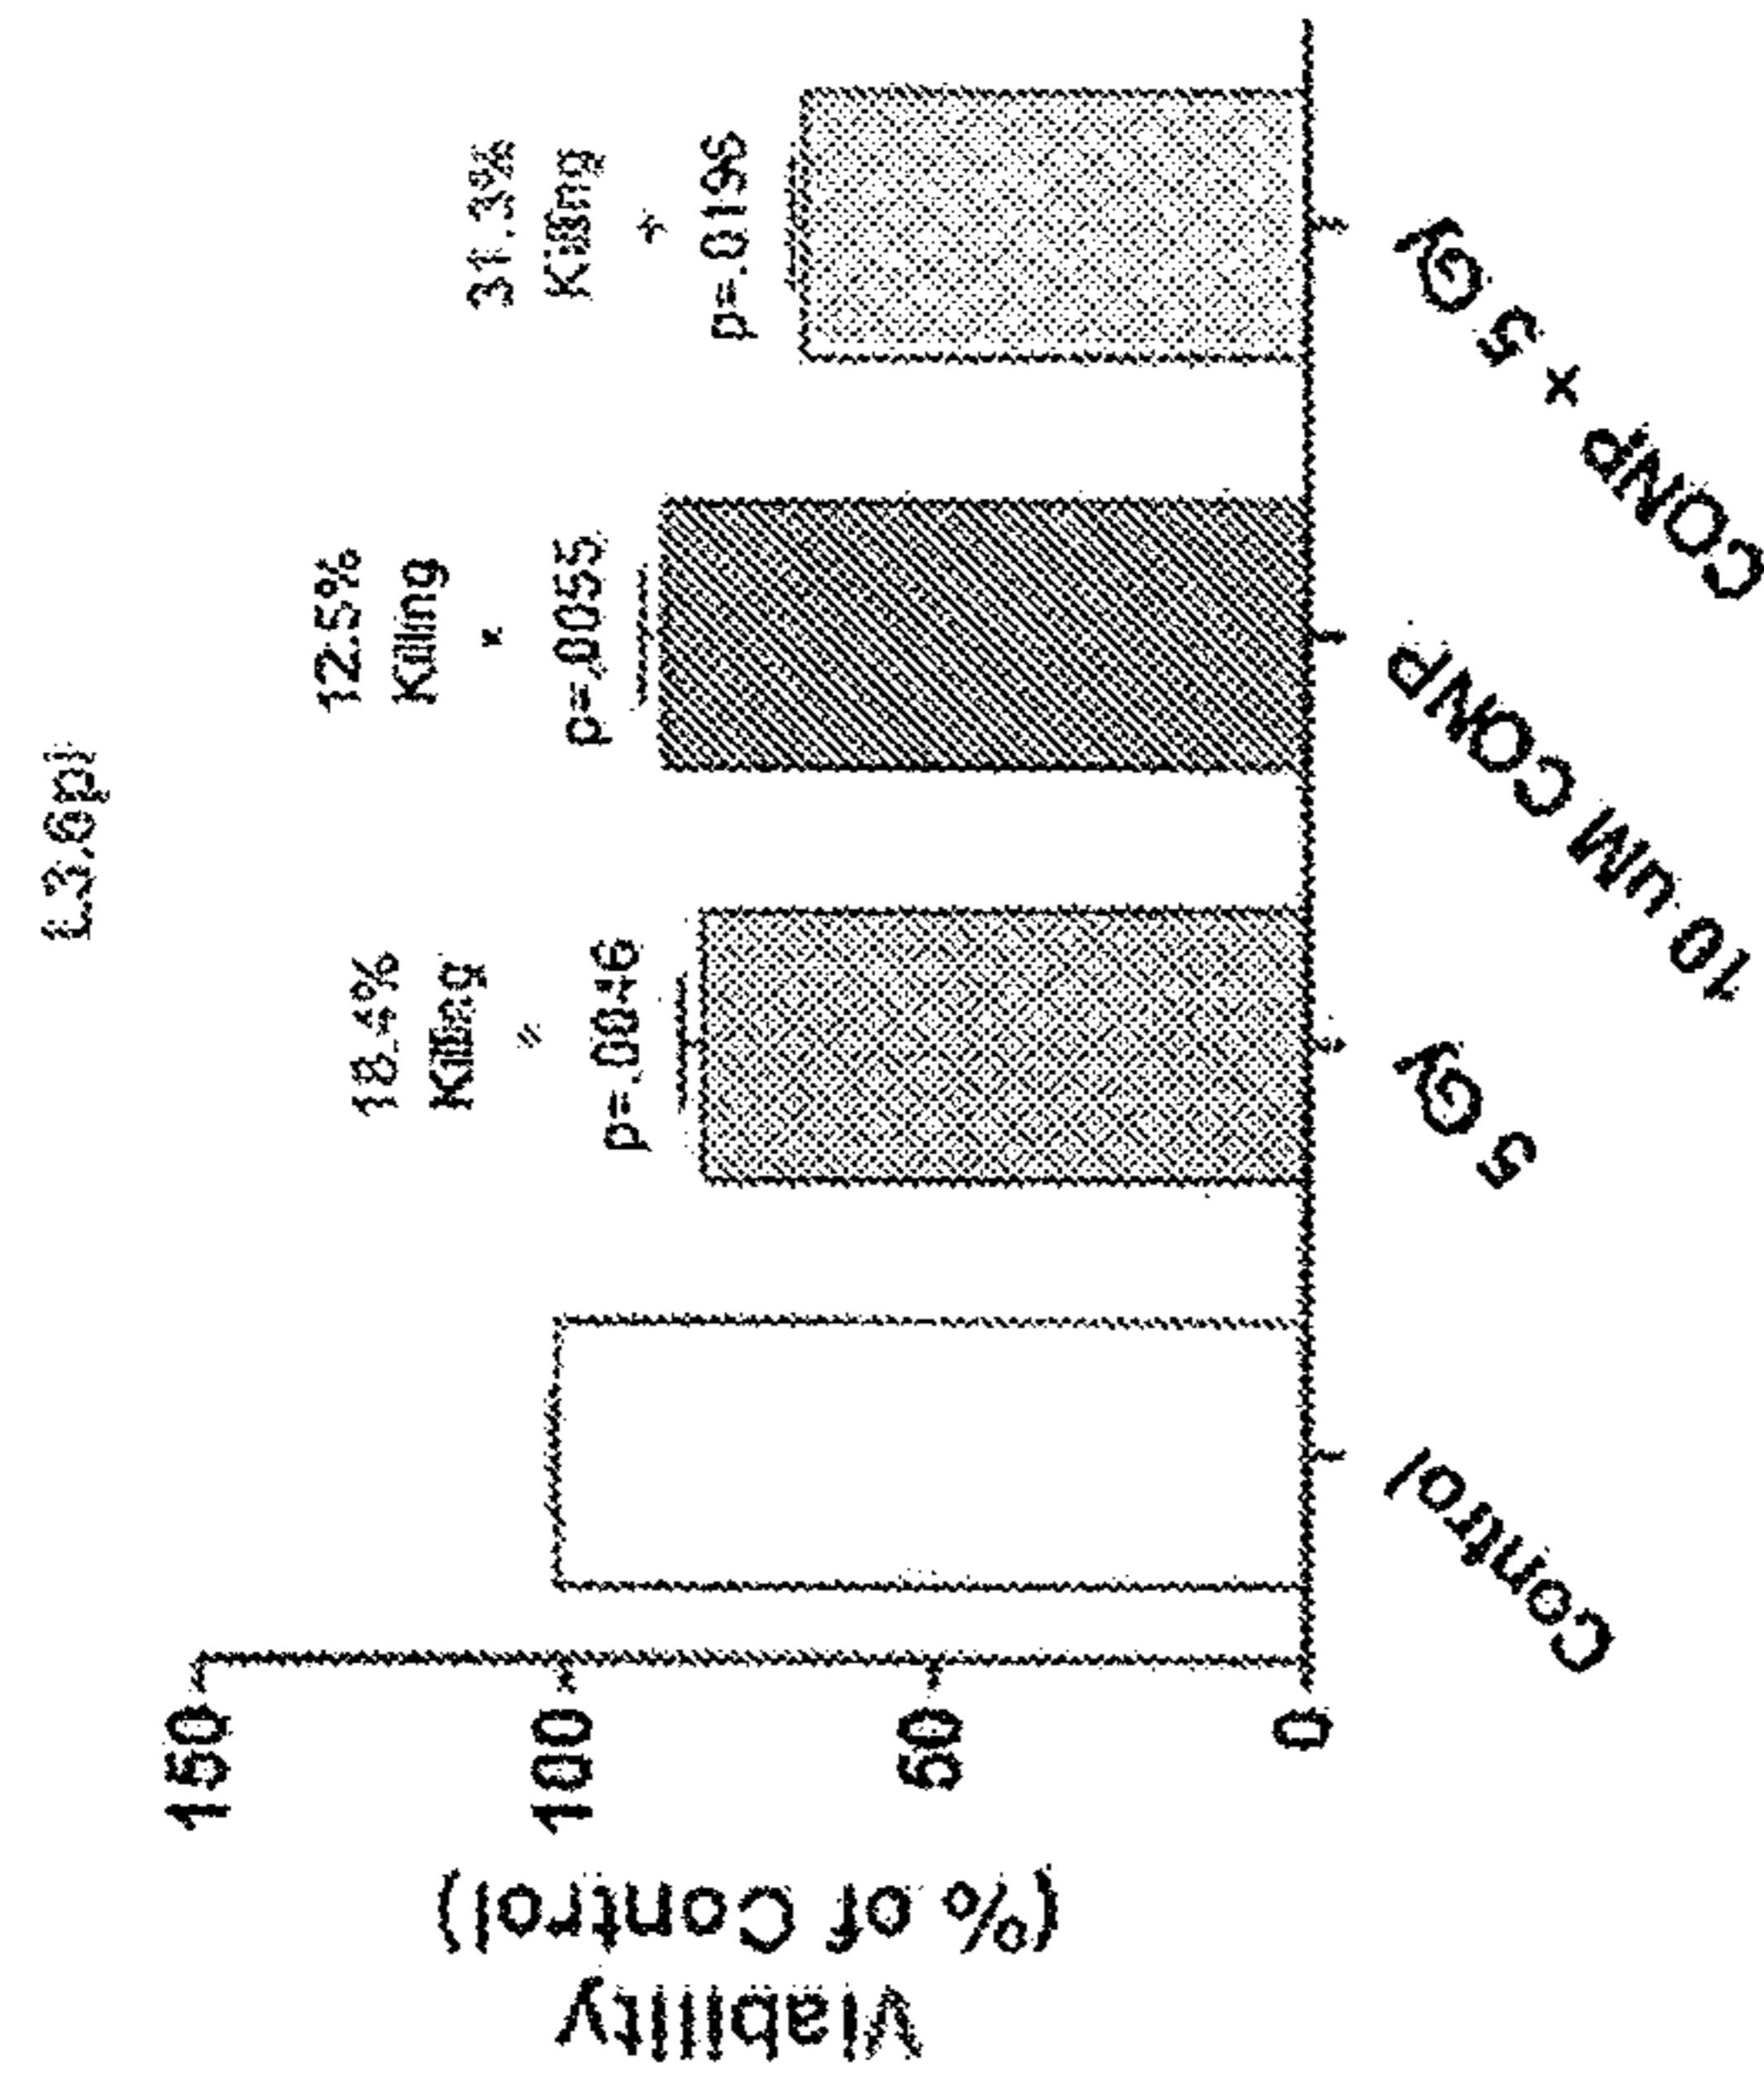 L3.6pl
Viability
(% of Control)
150
100
50
0
18.4%
Killing
*
p=.0046
12.5%
Killing
*
p=.0055
31.3%
Killing
*
p=.0196
Control
5 Gy
10 uM CONP
CONP + 5 Gy